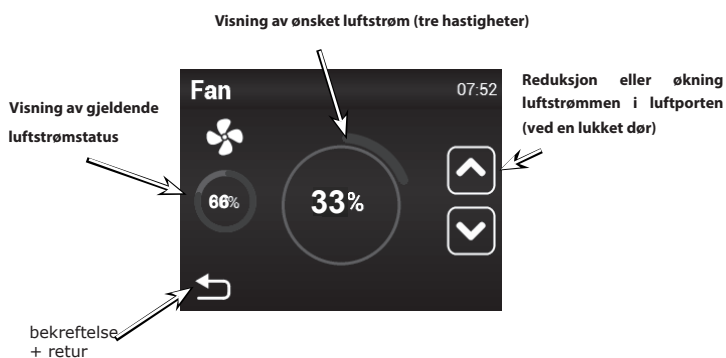 Visning av ønsket luftstrøm (tre hastigheter)
Fan
07:52
Reduksjon eller økning
luftstrømmen i luftporten
(ved en lukket dør)
Visning av gjeldende
luftstrømstatus
66%
33%
bekreftelse
+ retur